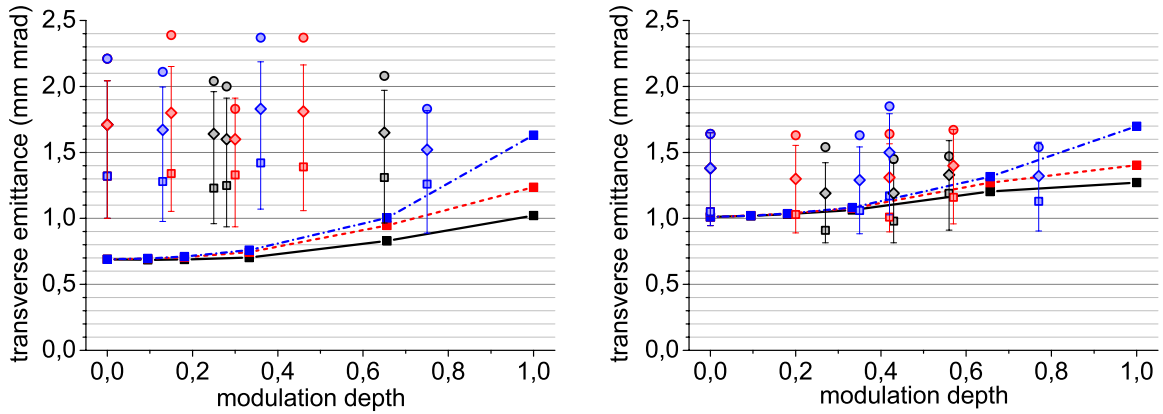 transverse emittance (mm mrad)
2,5
2,0
1,5
1,0
0,5
0,0
0,0 0,2 0,4 0,6 0,8 1,0
modulation depth
transverse emittance (mm mrad)
2,5
2,0
1,5
1,0
0,5
0,0
0,0 0,2 0,4 0,6 0,8 1,0
modulation depth